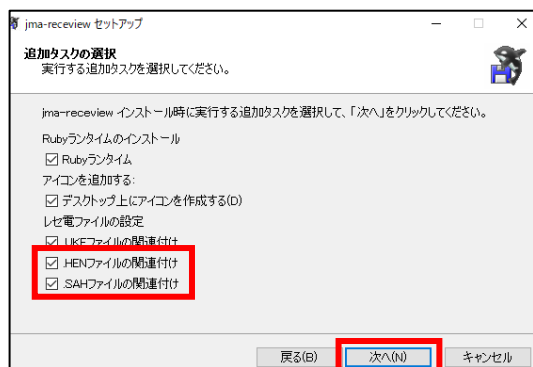 jma-receview セットアップ
追加タスクの選択
実行する追加タスクを選択してください。
jma-receview インストール時に実行する追加タスクを選択して、「次へ」をクリックしてください。
Rubyランタイムのインストール
Rubyランタイム
アイコンを追加する:
デスクトップ上にアイコンを作成する(D)
レセ電ファイルの設定
.UKEファイルの関連付け
.HENファイルの関連付け
.SAHファイルの関連付け
戻る(B) 次へ(N) キャンセル